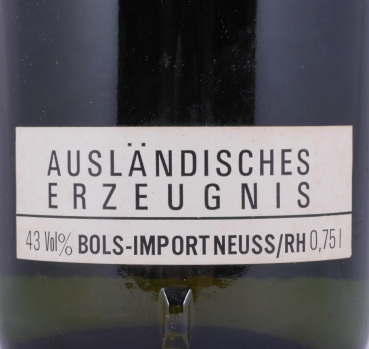 AUSLÄNDISCHES
ERZEUGNIS
43 Vol% BOLS-IMPORT NEUSS/RH 0,75 l